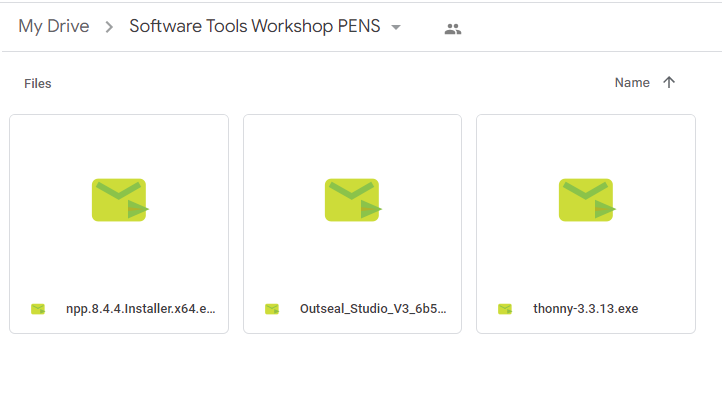 My Drive > Software Tools Workshop PENS
Files
Name
npp.8.4.4.Installer.x64.e...
Outseal_Studio_V3_6b5...
thonny-3.3.13.exe